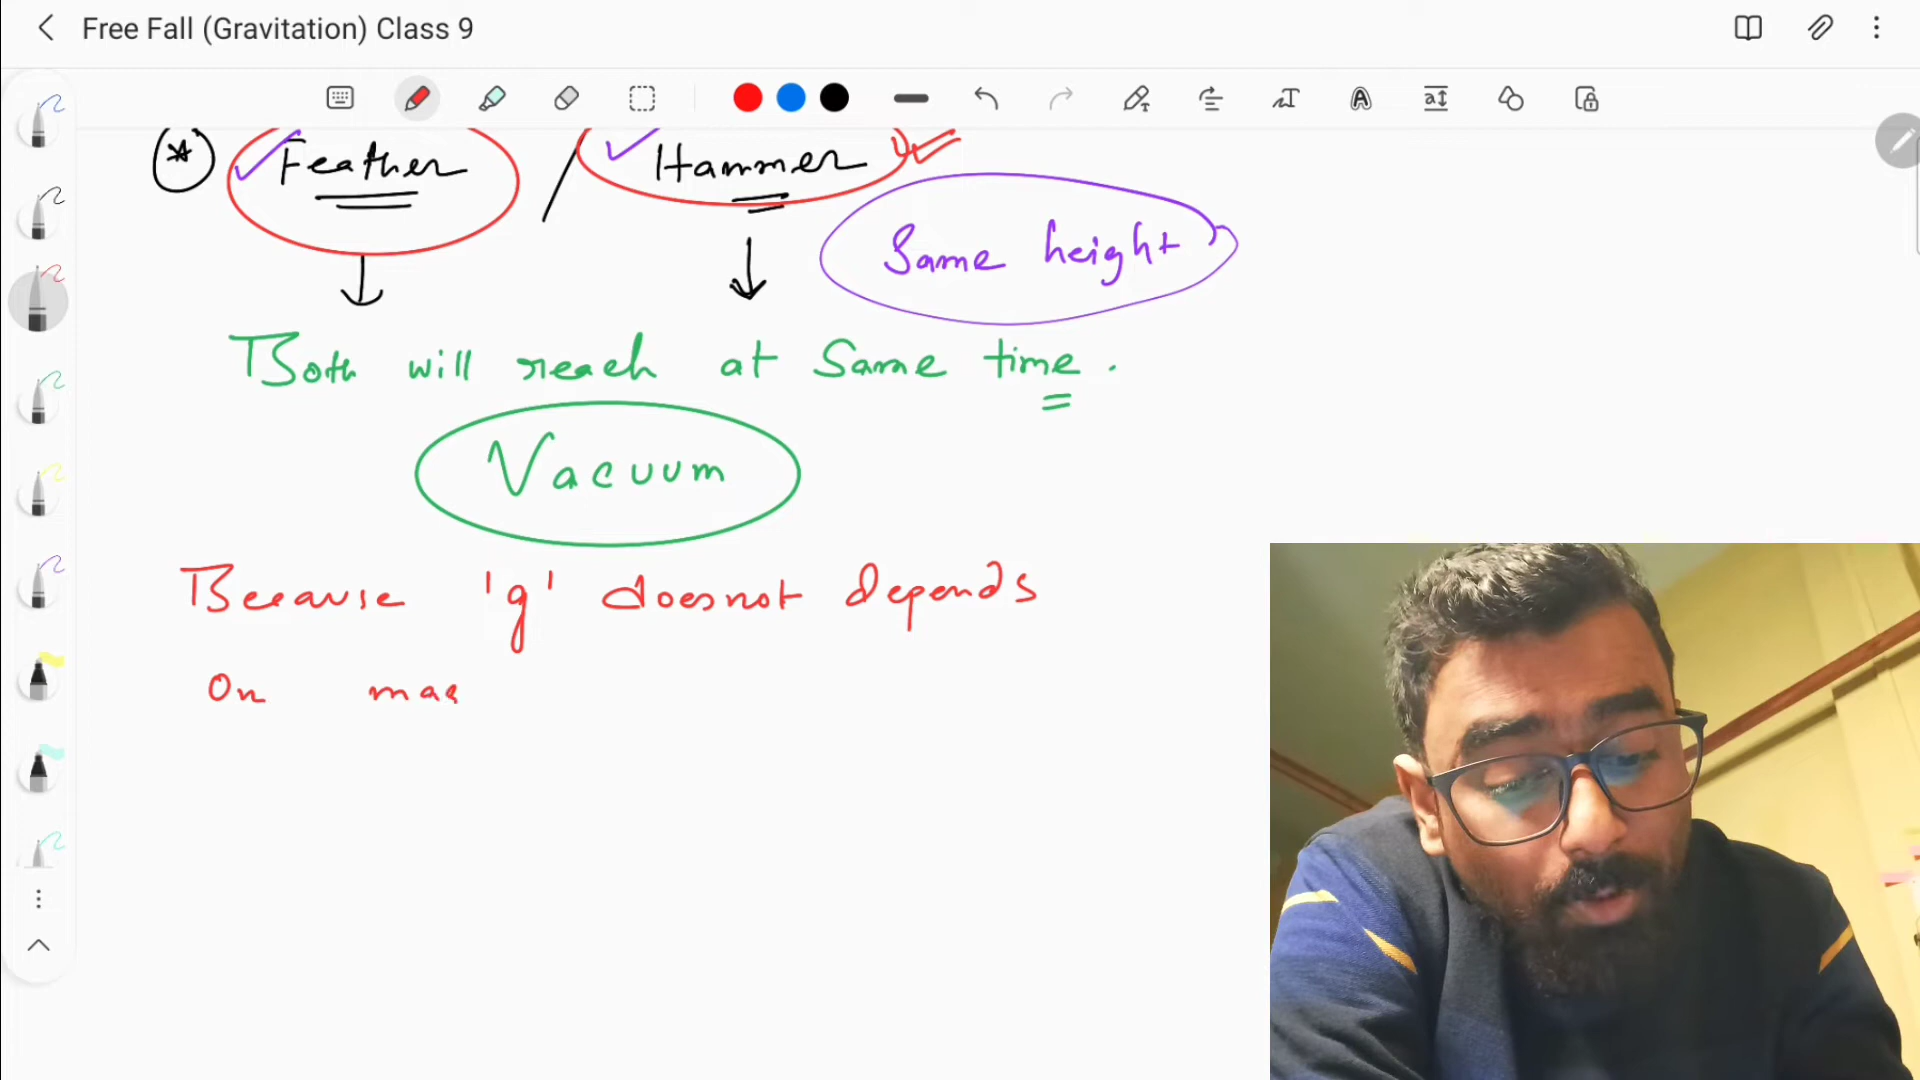 Free Fall (Gravitation) Class 9
Feather / Hammer
Same height
Both will reach at Same time.
Vacuum
Because 'g' doesnot depends
On mas